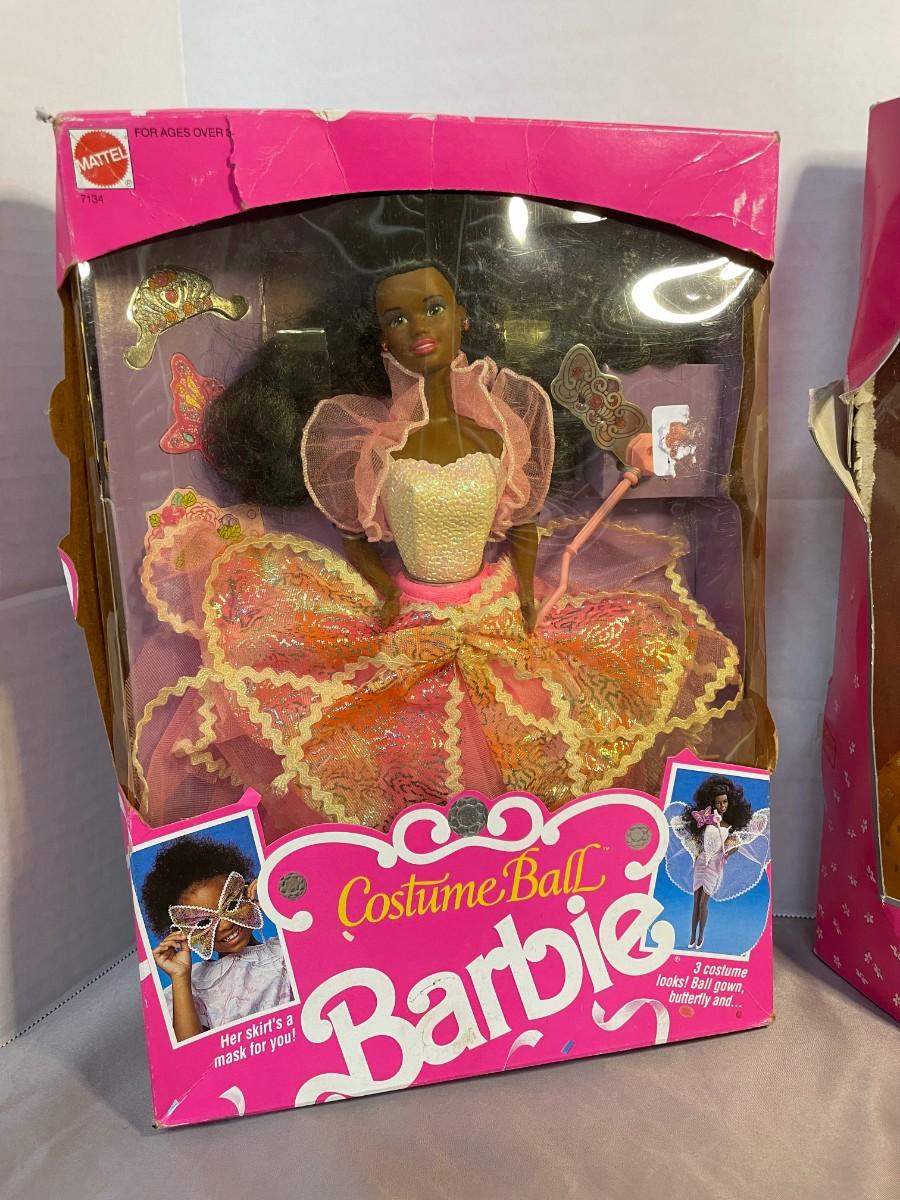 FOR AGES OVER 3
MATTEL
®
7134
Costume Ball™
Barbie®
Her skirt's a
mask for you!
3 costume
looks! Ball gown,
butterfly and...